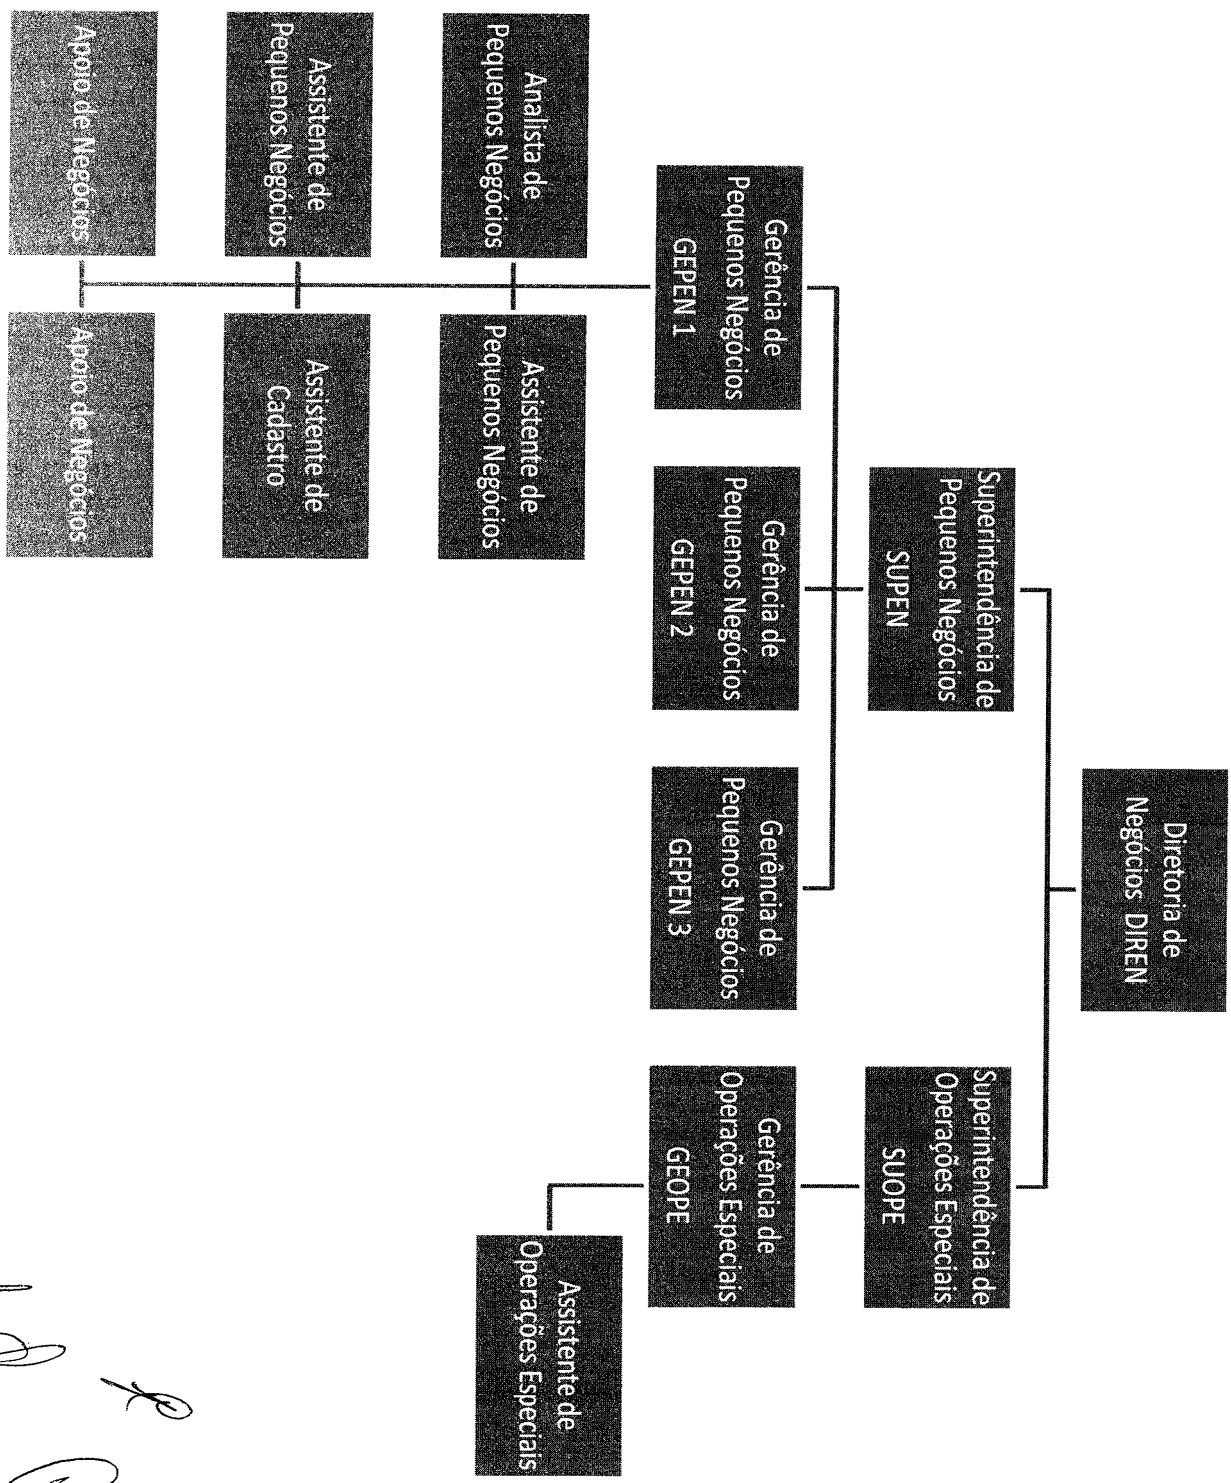 Diretoria de
Negócios DIREN
Superintendência de
Pequenos Negócios
SUPEN
Superintendência de
Operações Especiais
SUOPE
Gerência de
Pequenos Negócios
GEPEN 1
Gerência de
Pequenos Negócios
GEPEN 2
Gerência de
Pequenos Negócios
GEPEN 3
Gerência de
Operações Especiais
GEOPE
Analista de
Pequenos Negócios
Assistente de
Pequenos Negócios
Assistente de
Operações Especiais
Assistente de
Pequenos Negócios
Assistente de
Cadastro
Apoio de Negócios
Apoio de Negócios